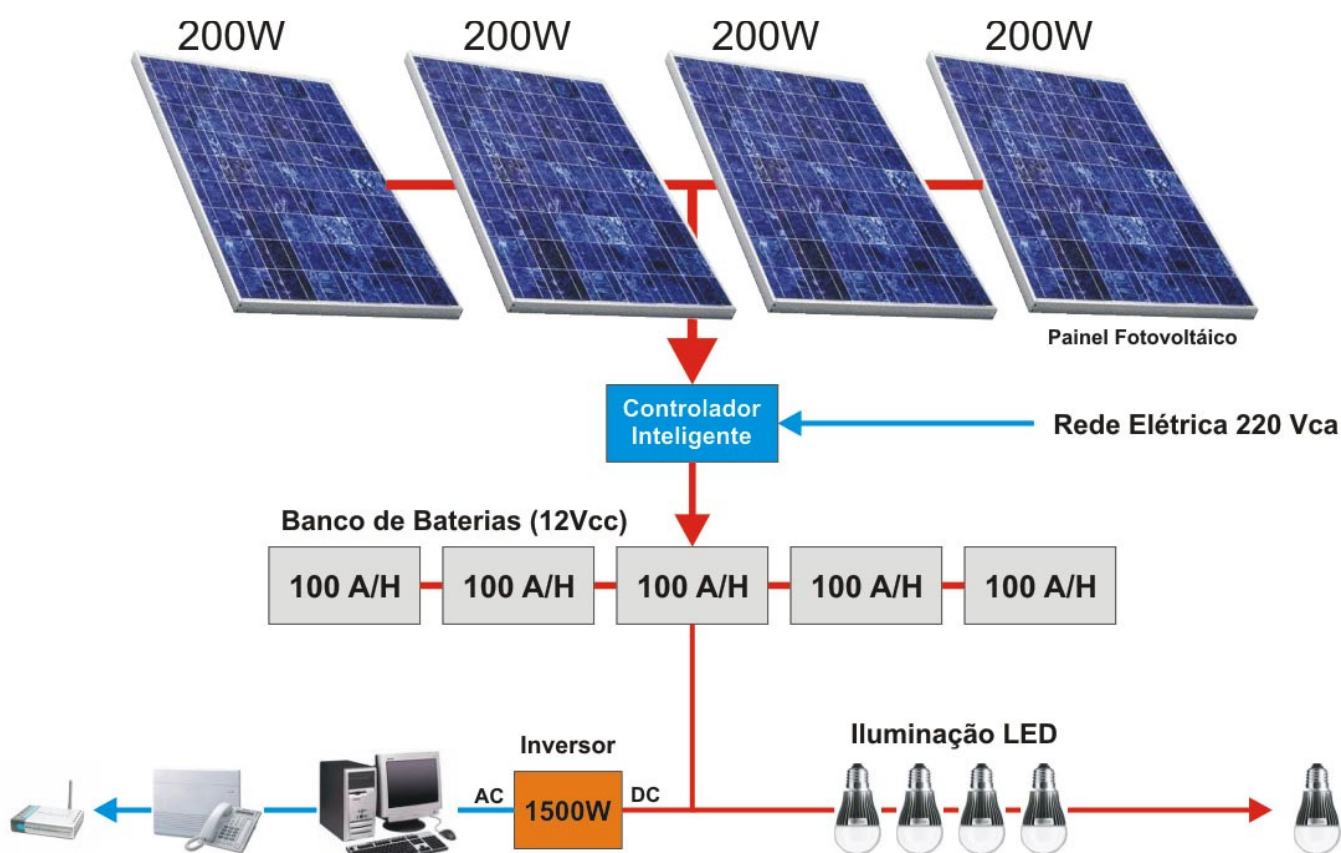 200W
200W
200W
200W
Painel Fotovoltáico
Controlador
Inteligente
Rede Elétrica 220 Vca
Banco de Baterias (12Vcc)
100 A/H
100 A/H
100 A/H
100 A/H
100 A/H
Inversor
Iluminação LED
AC
1500W
DC